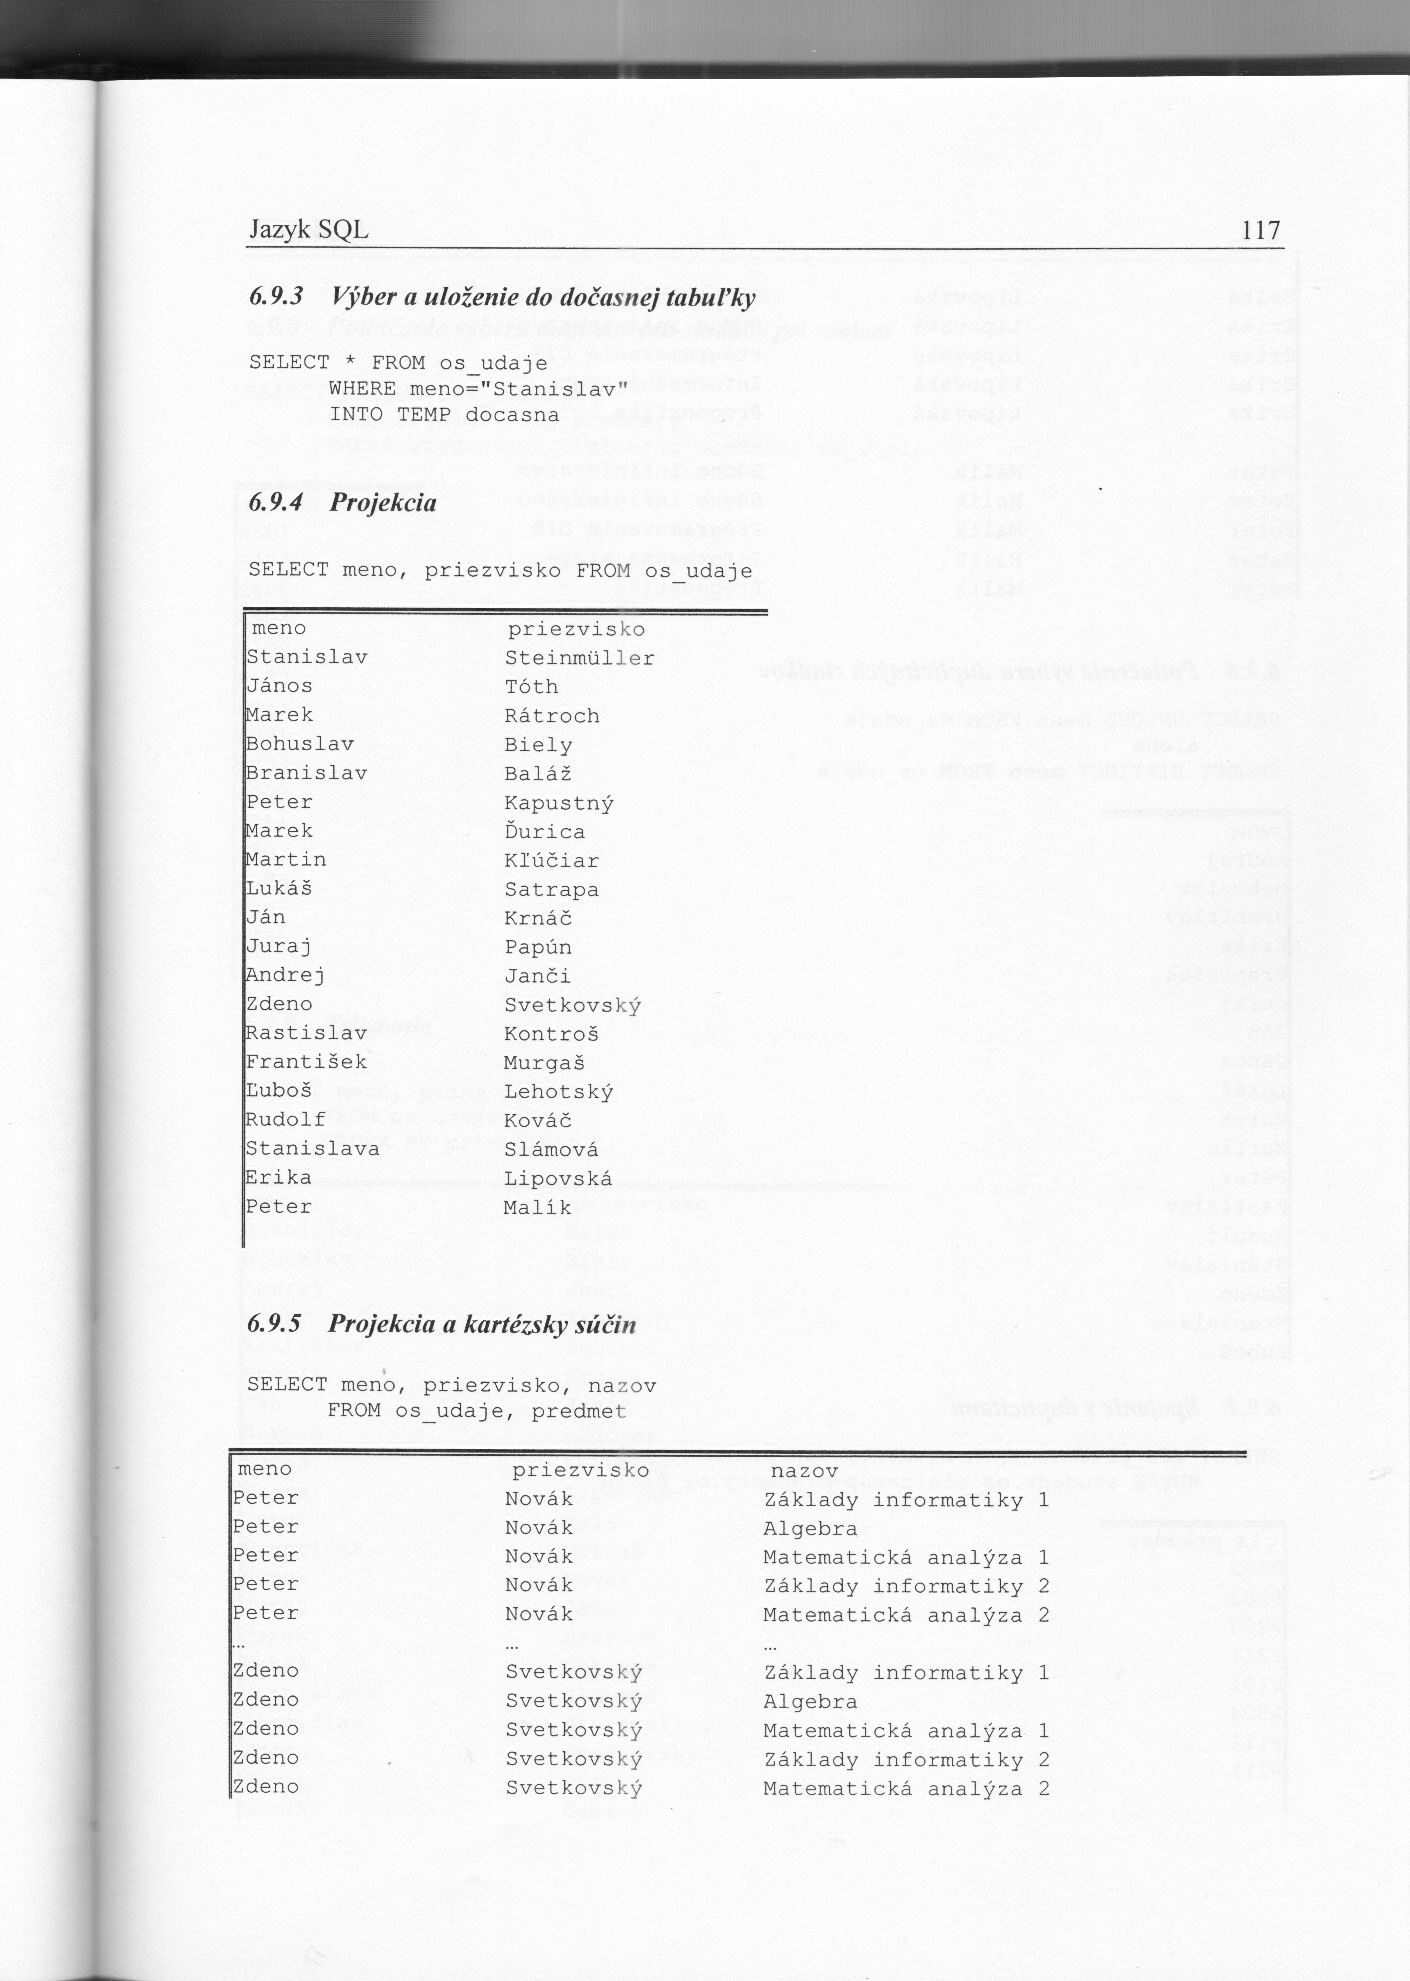 Jazyk SQL 117
6.9.3 Výber a uloženie do dočasnej tabuľky
SELECT * FROM os_udaje
WHERE meno="Stanislav"
INTO TEMP docasna
6.9.4 Projekcia
SELECT meno, priezvisko FROM os_udaje
meno priezvisko
Stanislav Steinmüller
János Tóth
Marek Rátroch
Bohuslav Biely
Branislav Baláž
Peter Kapustný
Marek Ďurica
Martin Kľúčiar
Lukáš Satrapa
Ján Krnáč
Juraj Papún
Andrej Janči
Zdeno Svetkovský
Rastislav Kontroš
František Murgaš
Ľuboš Lehotský
Rudolf Kováč
Stanislava Slámová
Erika Lipovská
Peter Malík
6.9.5 Projekcia a kartézsky súčin
SELECT meno, priezvisko, nazov
FROM os_udaje, predmet
meno priezvisko nazov
Peter Novák Základy informatiky 1
Peter Novák Algebra
Peter Novák Matematická analýza 1
Peter Novák Základy informatiky 2
Peter Novák Matematická analýza 2
… … …
Zdeno Svetkovský Základy informatiky 1
Zdeno Svetkovský Algebra
Zdeno Svetkovský Matematická analýza 1
Zdeno Svetkovský Základy informatiky 2
Zdeno Svetkovský Matematická analýza 2